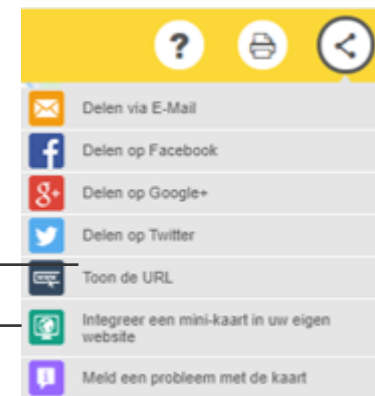 ?
Delen via E-Mail
Delen op Facebook
Delen op Google+
Delen op Twitter
Toon de URL
Integreer een mini-kaart in uw eigen
website
Meld een probleem met de kaart